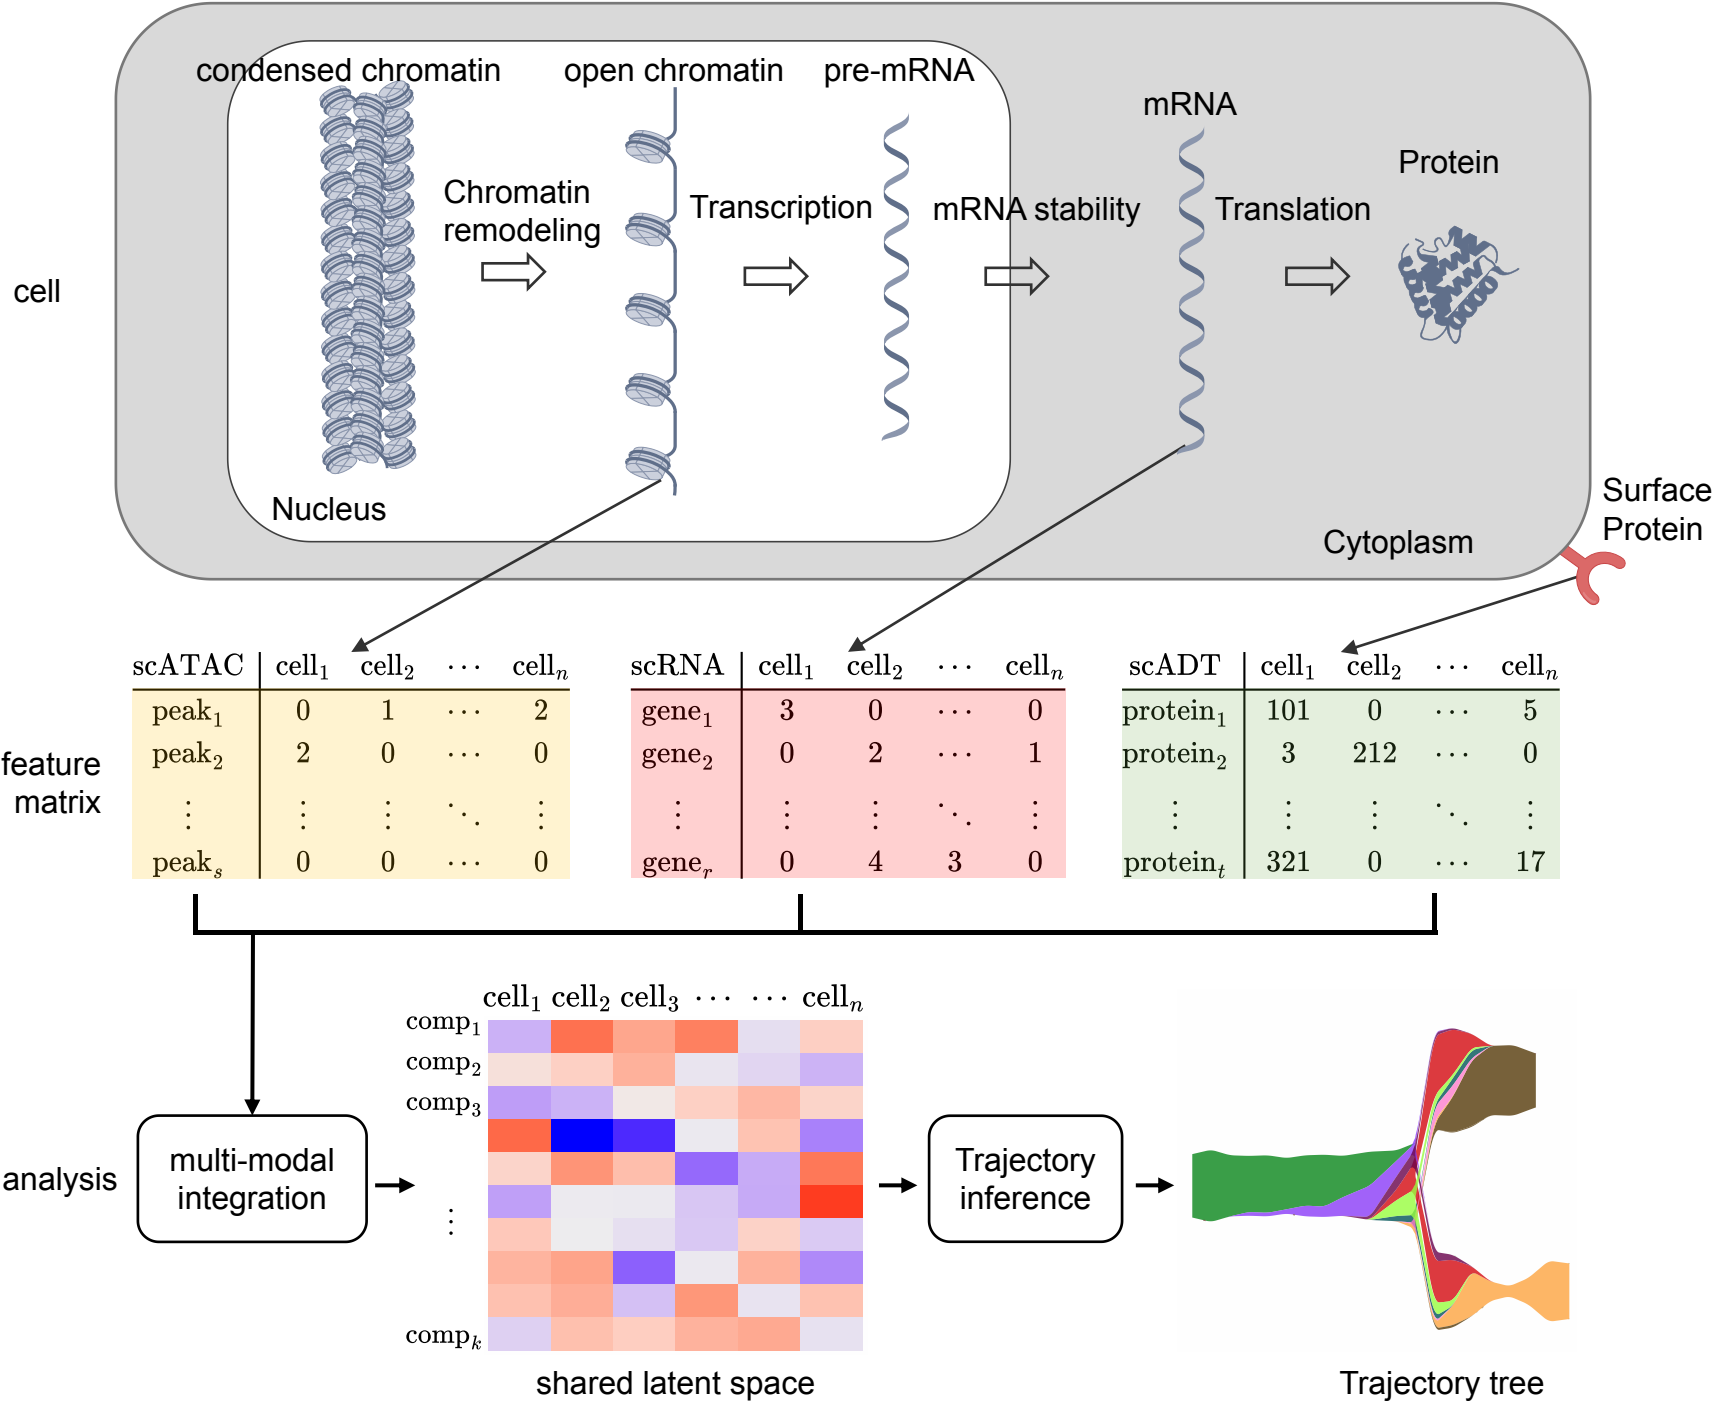 condensed chromatin
open chromatin
pre-mRNA
mRNA
Protein
Chromatin
remodeling
Transcription
mRNA stability
Translation
cell
Nucleus
Cytoplasm
Surface
Protein
scATAC cell₁ cell₂ ⋯ cellₙ
peak₁ 0 1 ⋯ 2
peak₂ 2 0 ⋯ 0
⋮ ⋮ ⋮ ⋱ ⋮
peakₛ 0 0 ⋯ 0
scRNA cell₁ cell₂ ⋯ cellₙ
gene₁ 3 0 ⋯ 0
gene₂ 0 2 ⋯ 1
⋮ ⋮ ⋮ ⋱ ⋮
geneᵣ 0 4 3 0
scADT cell₁ cell₂ ⋯ cellₙ
protein₁ 101 0 ⋯ 5
protein₂ 3 212 ⋯ 0
⋮ ⋮ ⋮ ⋱ ⋮
proteinₜ 321 0 ⋯ 17
feature
matrix
cell₁ cell₂ cell₃ ⋯ ⋯ cellₙ
comp₁
comp₂
comp₃
⋮
compₖ
analysis
multi-modal
integration
Trajectory
inference
shared latent space
Trajectory tree